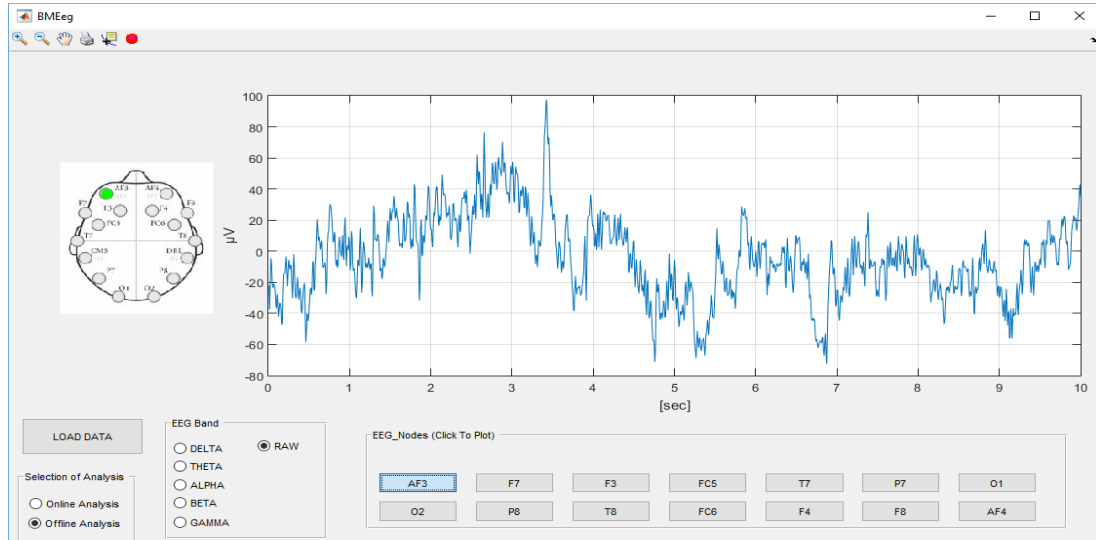 BMEeg
100
80
60
40
20
0
-20
-40
-60
-80
µV
0 1 2 3 4 5 6 7 8 9 10
[sec]
AF3 AF4
F7 F8
F3 F4
FC5 FC6
T7 T8
CMS DRL
P7 P8
O1 O2
LOAD DATA
Selection of Analysis
Online Analysis
Offline Analysis
EEG Band
DELTA RAW
THETA
ALPHA
BETA
GAMMA
EEG_Nodes (Click To Plot)
AF3 F7 F3 FC5 T7 P7 O1
O2 P8 T8 FC6 F4 F8 AF4